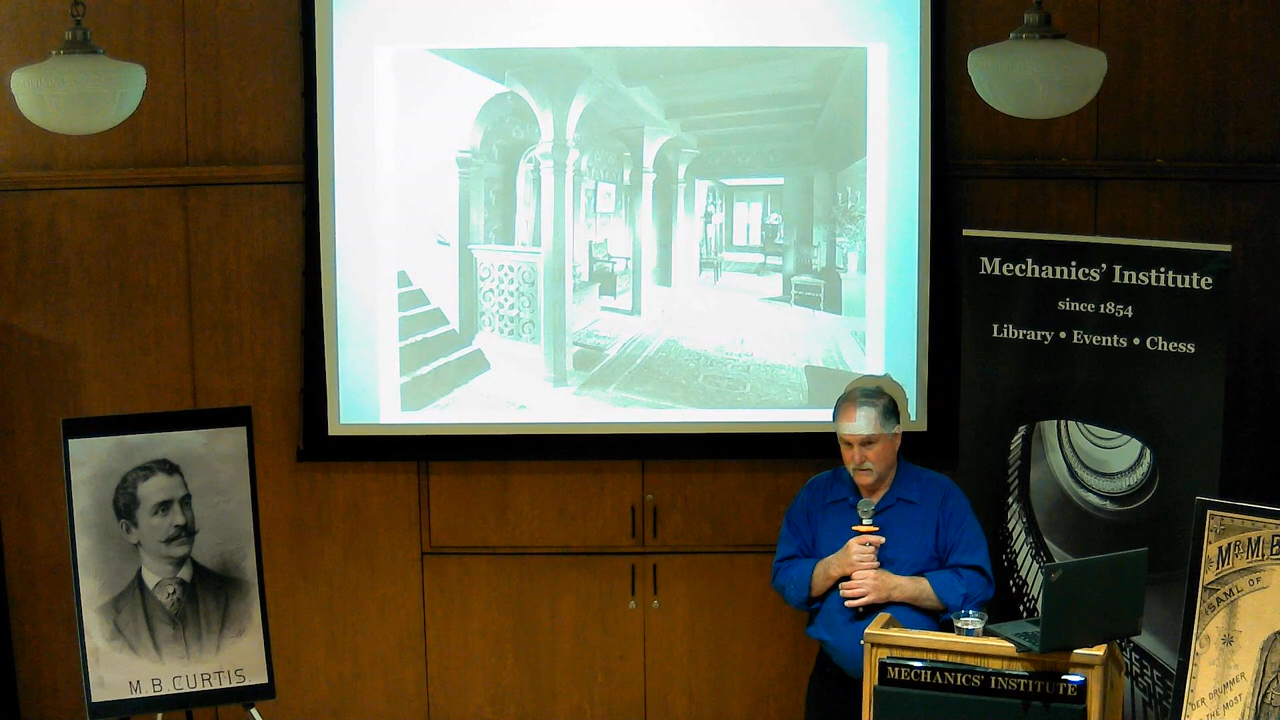 Mechanics' Institute
since 1854
Library • Events • Chess
M.B.CURTIS.
MECHANICS' INSTITUTE
MR. M.B
SAML OF
DER DRUMMER
THE MOST